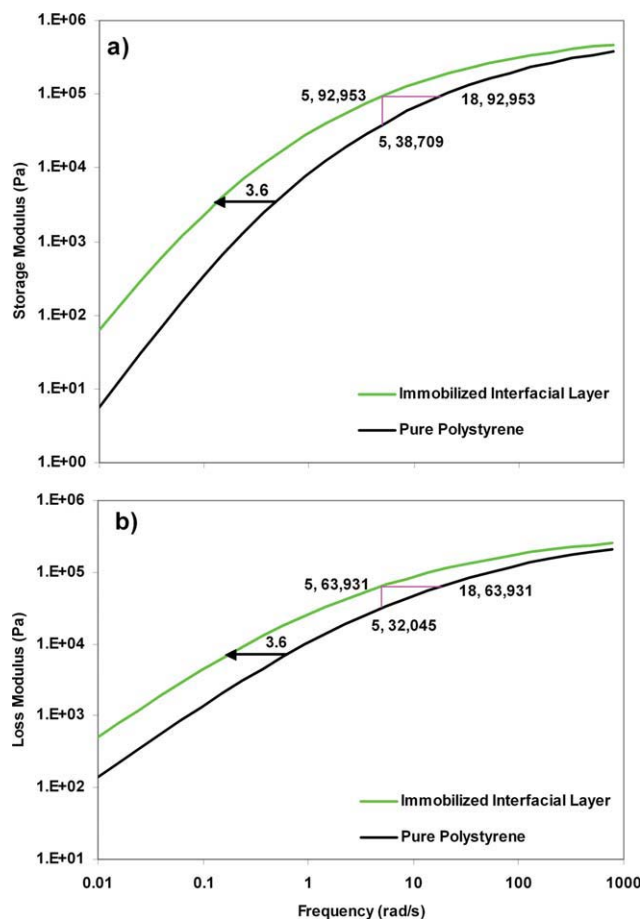 a)
1.E+06
1.E+05
1.E+04
1.E+03
1.E+02
1.E+01
1.E+00
Storage Modulus (Pa)
5, 92,953
18, 92,953
5, 38,709
3.6
Immobilized Interfacial Layer
Pure Polystyrene
b)
1.E+06
1.E+05
1.E+04
1.E+03
1.E+02
1.E+01
Loss Modulus (Pa)
5, 63,931
18, 63,931
5, 32,045
3.6
Immobilized Interfacial Layer
Pure Polystyrene
0.01 0.1 1 10 100 1000
Frequency (rad/s)